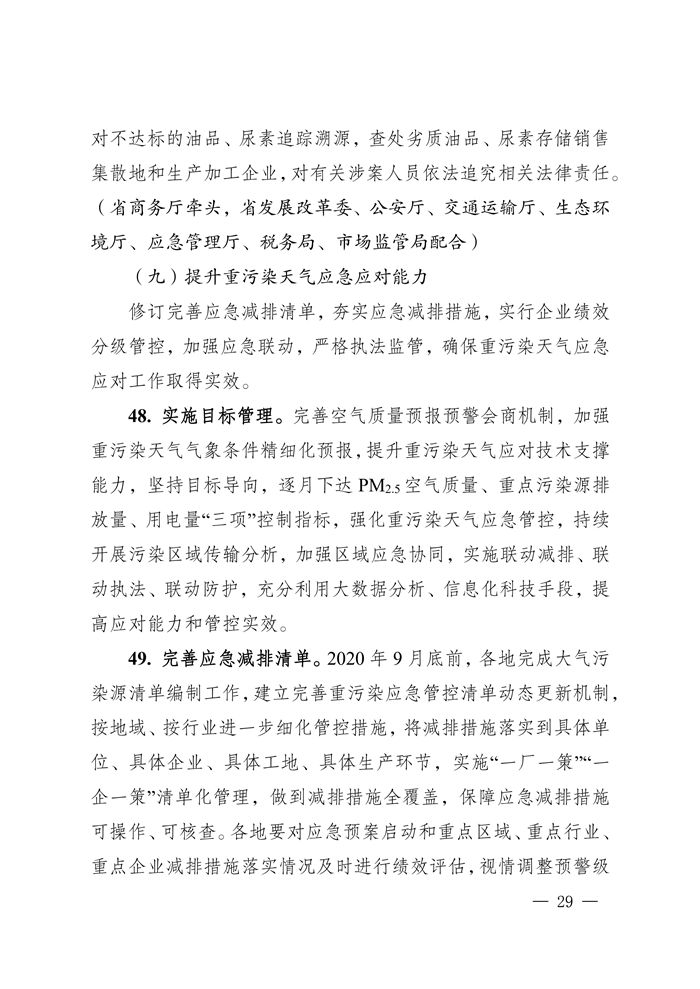 对不达标的油品、尿素追踪溯源，查处劣质油品、尿素存储销售
集散地和生产加工企业，对有关涉案人员依法追究相关法律责任。
（省商务厅牵头，省发展改革委、公安厅、交通运输厅、生态环
境厅、应急管理厅、税务局、市场监管局配合）
（九）提升重污染天气应急应对能力
修订完善应急减排清单，夯实应急减排措施，实行企业绩效
分级管控，加强应急联动，严格执法监管，确保重污染天气应急
应对工作取得实效。
48. 实施目标管理。完善空气质量预报预警会商机制，加强
重污染天气气象条件精细化预报，提升重污染天气应对技术支撑
能力，坚持目标导向，逐月下达 PM2.5 空气质量、重点污染源排
放量、用电量“三项”控制指标，强化重污染天气应急管控，持续
开展污染区域传输分析，加强区域应急协同，实施联动减排、联
动执法、联动防护，充分利用大数据分析、信息化科技手段，提
高应对能力和管控实效。
49. 完善应急减排清单。2020 年 9 月底前，各地完成大气污
染源清单编制工作，建立完善重污染应急管控清单动态更新机制，
按地域、按行业进一步细化管控措施，将减排措施落实到具体单
位、具体企业、具体工地、具体生产环节，实施“一厂一策”“一
企一策”清单化管理，做到减排措施全覆盖，保障应急减排措施
可操作、可核查。各地要对应急预案启动和重点区域、重点行业、
重点企业减排措施落实情况及时进行绩效评估，视情调整预警级
— 29 —